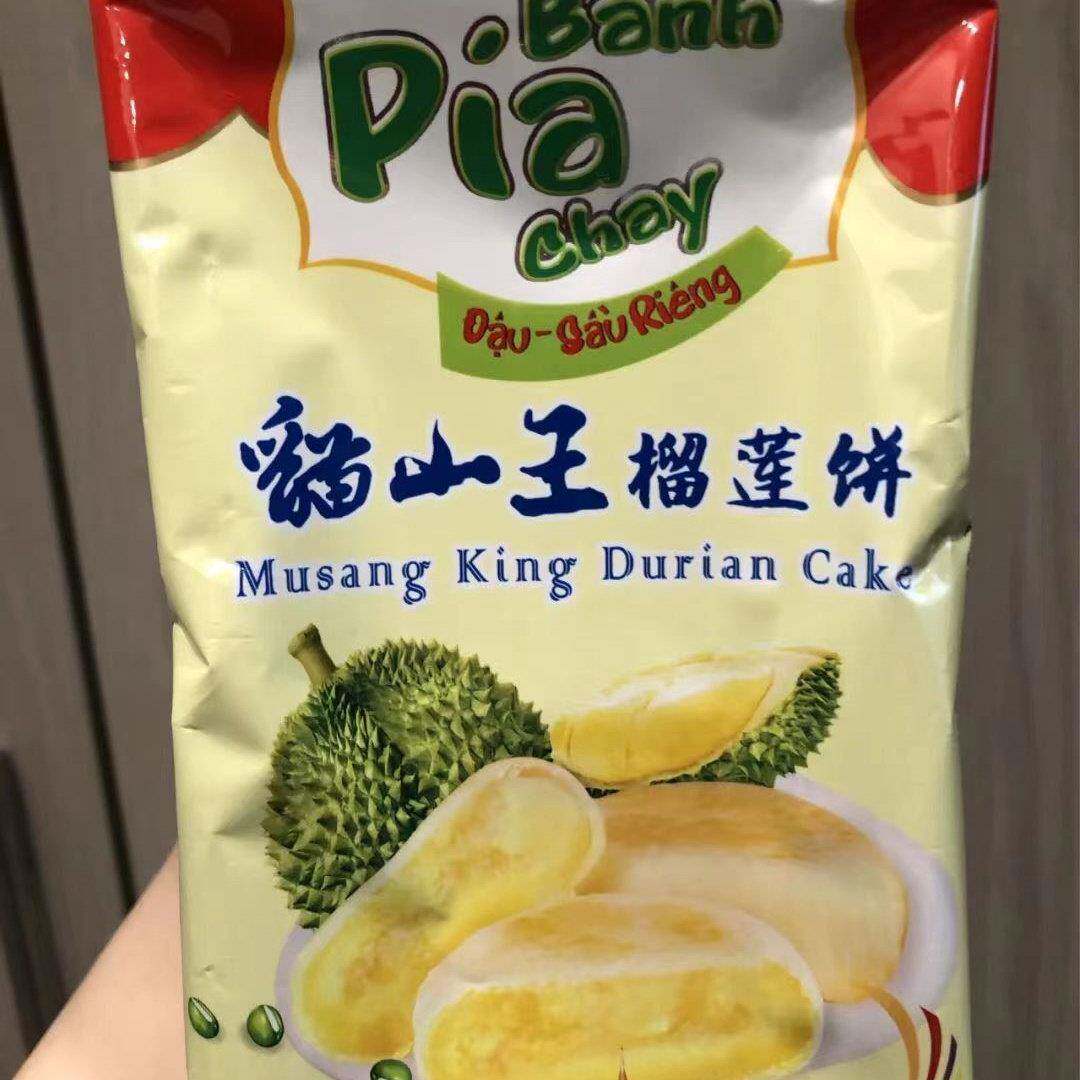 Bánh
Pía
Chay
Đậu - Sầu Riêng
貓山王榴莲饼
Musang King Durian Cake